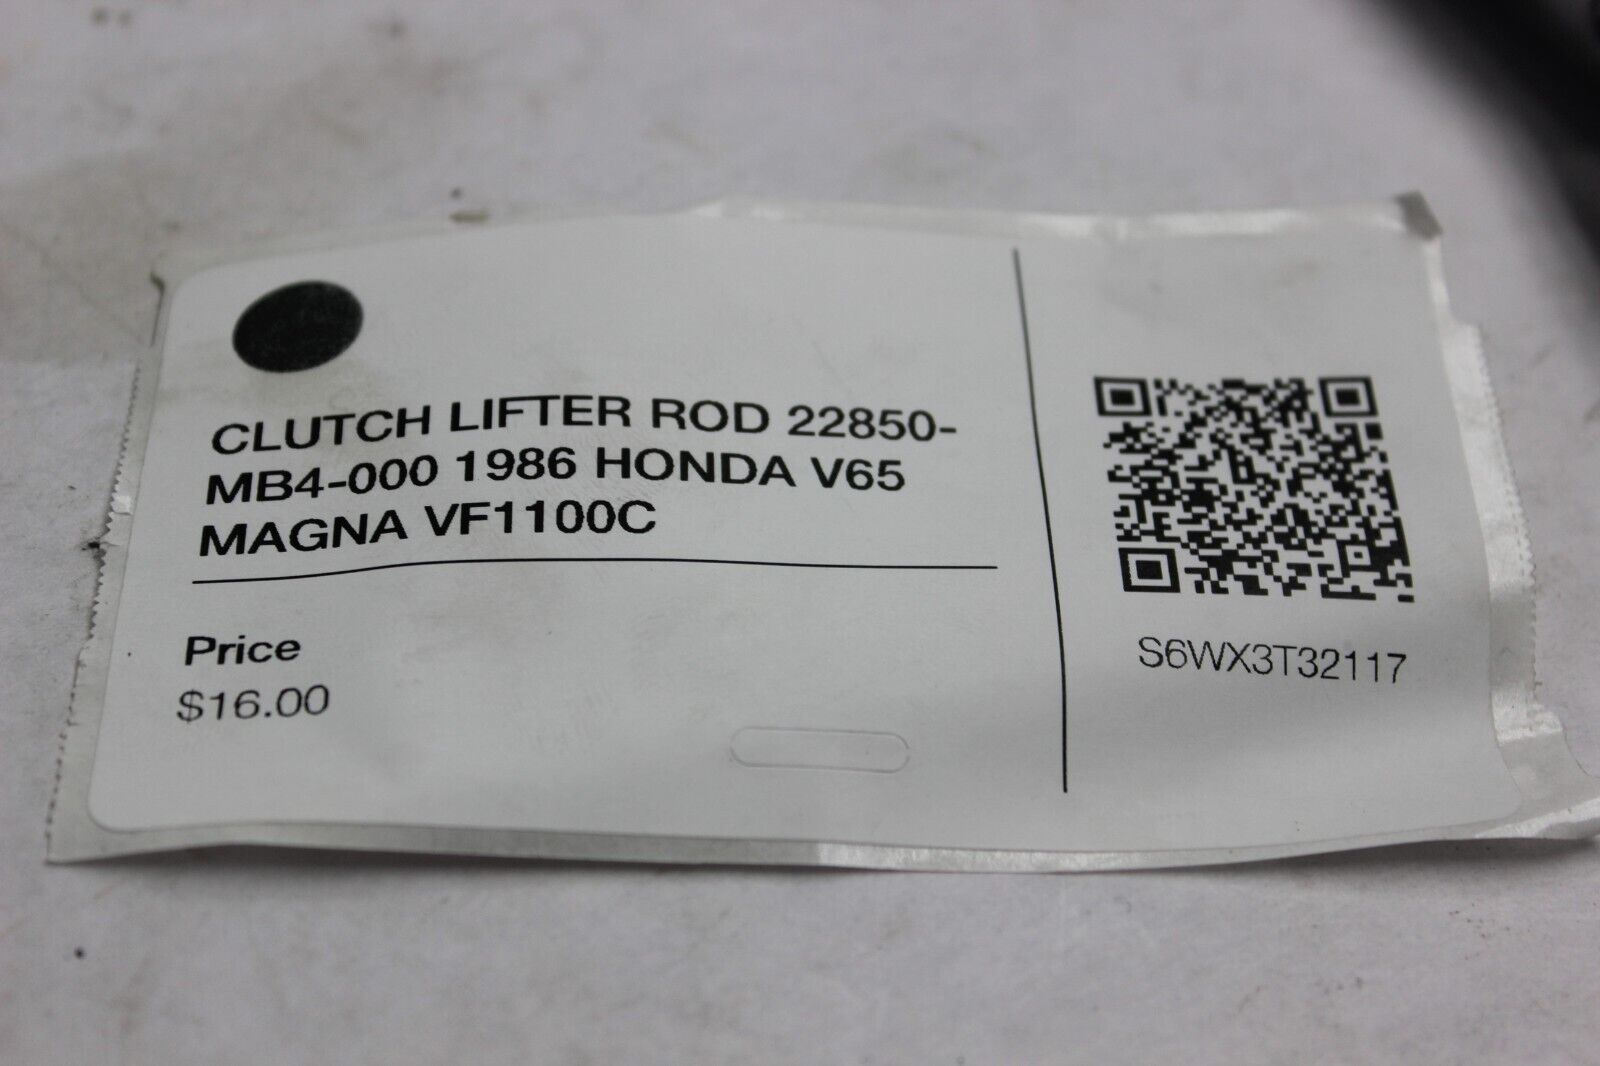 CLUTCH LIFTER ROD 22850-
MB4-000 1986 HONDA V65
MAGNA VF1100C
Price
$16.00
S6WX3T32117